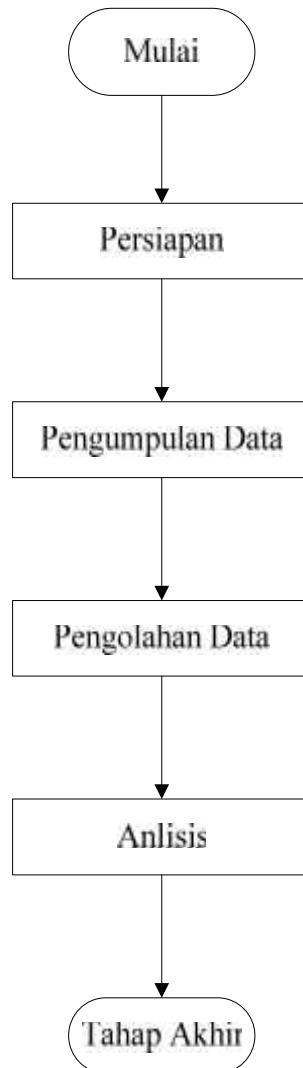 Mulai
Persiapan
Pengumpulan Data
Pengolahan Data
Anlisis
Tahap Akhir